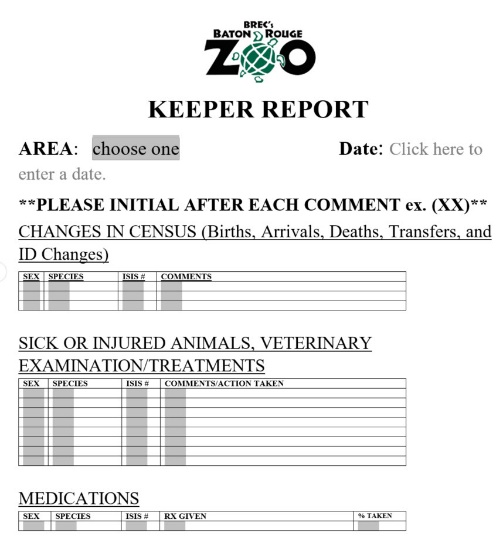 BREC's
BATON ROUGE
ZOO
KEEPER REPORT
AREA: choose one Date: Click here to
enter a date.
**PLEASE INITIAL AFTER EACH COMMENT ex. (XX)**
CHANGES IN CENSUS (Births, Arrivals, Deaths, Transfers, and
ID Changes)
SEX SPECIES ISIS # COMMENTS
SICK OR INJURED ANIMALS, VETERINARY
EXAMINATION/TREATMENTS
SEX SPECIES ISIS # COMMENTS/ACTION TAKEN
MEDICATIONS
SEX SPECIES ISIS # RX GIVEN % TAKEN